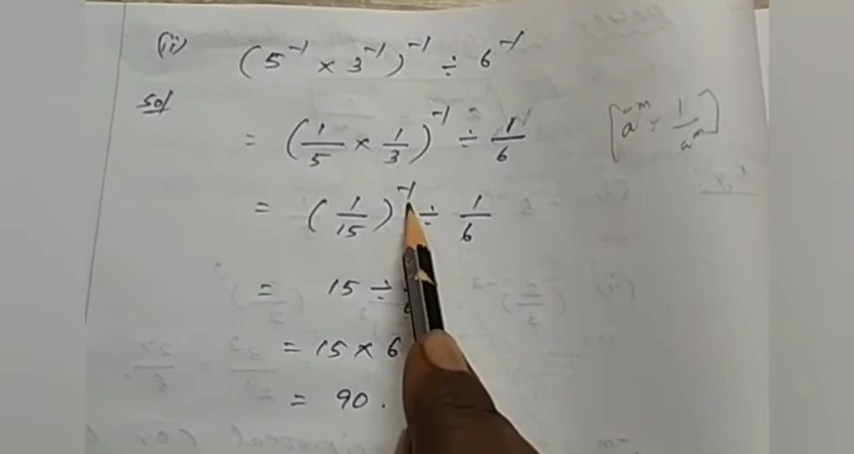 (ii) (5⁻¹ × 3⁻¹)⁻¹ ÷ 6⁻¹
Sol
= (1/5 × 1/3)⁻¹ ÷ 1/6 [a⁻ᵐ = 1/aᵐ]
= (1/15)⁻¹ ÷ 1/6
= 15 ÷
= 15 × 6
= 90.